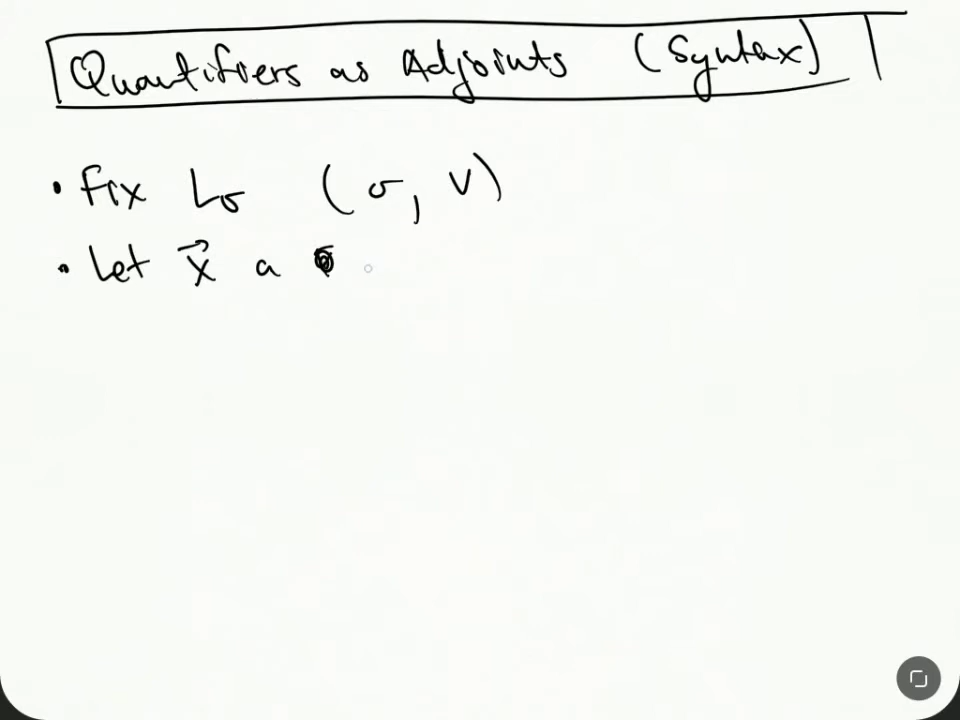 Quantifiers as Adjoints (Syntax)
• Fix L_σ (σ, V)
• Let x⃗ a